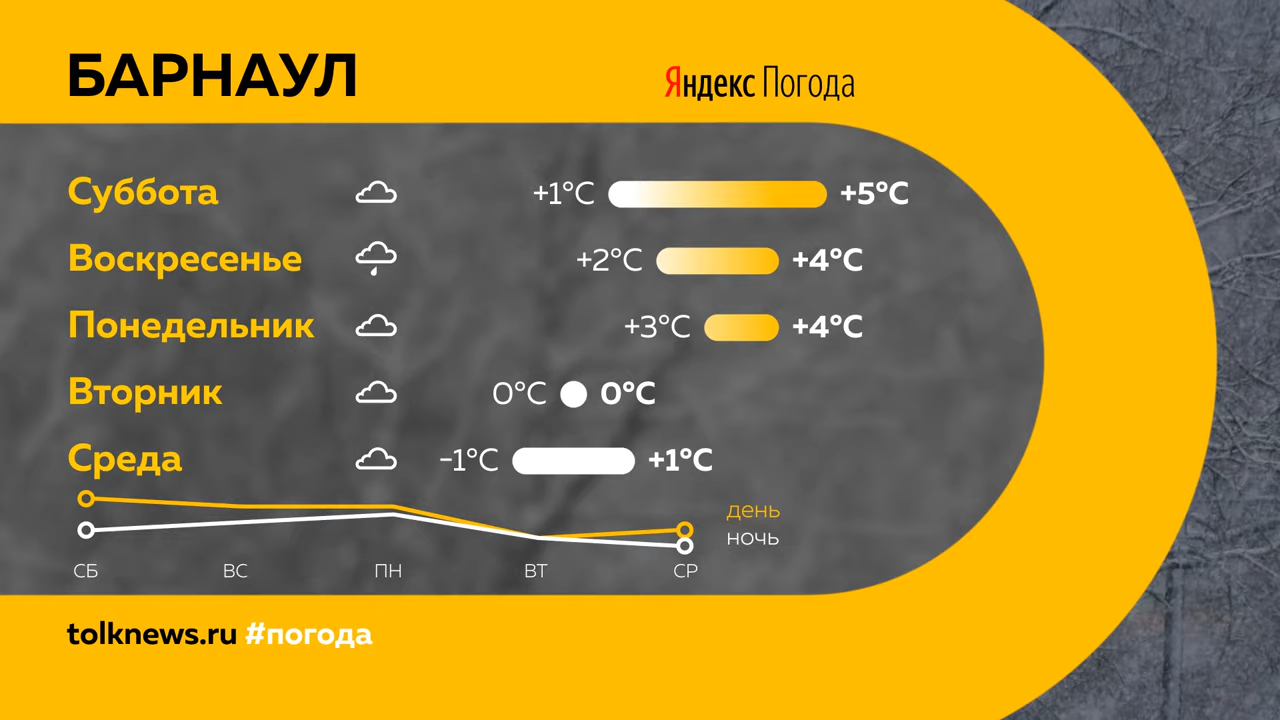 БАРНАУЛ
Яндекс Погода
Суббота +1°C +5°C
Воскресенье +2°C +4°C
Понедельник +3°C +4°C
Вторник 0°C 0°C
Среда -1°C +1°C
день
ночь
СБ ВС ПН ВТ СР
tolknews.ru #погода